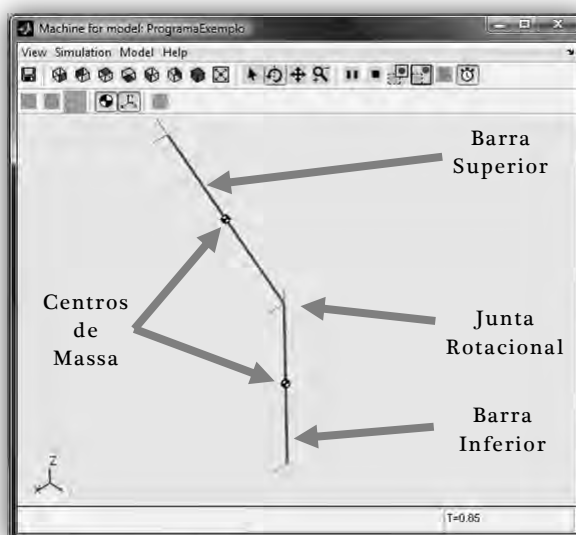 Machine for model: ProgramaExemplo
View Simulation Model Help
Barra
Superior
Centros
de
Massa
Junta
Rotacional
Barra
Inferior
Z
T=0.85